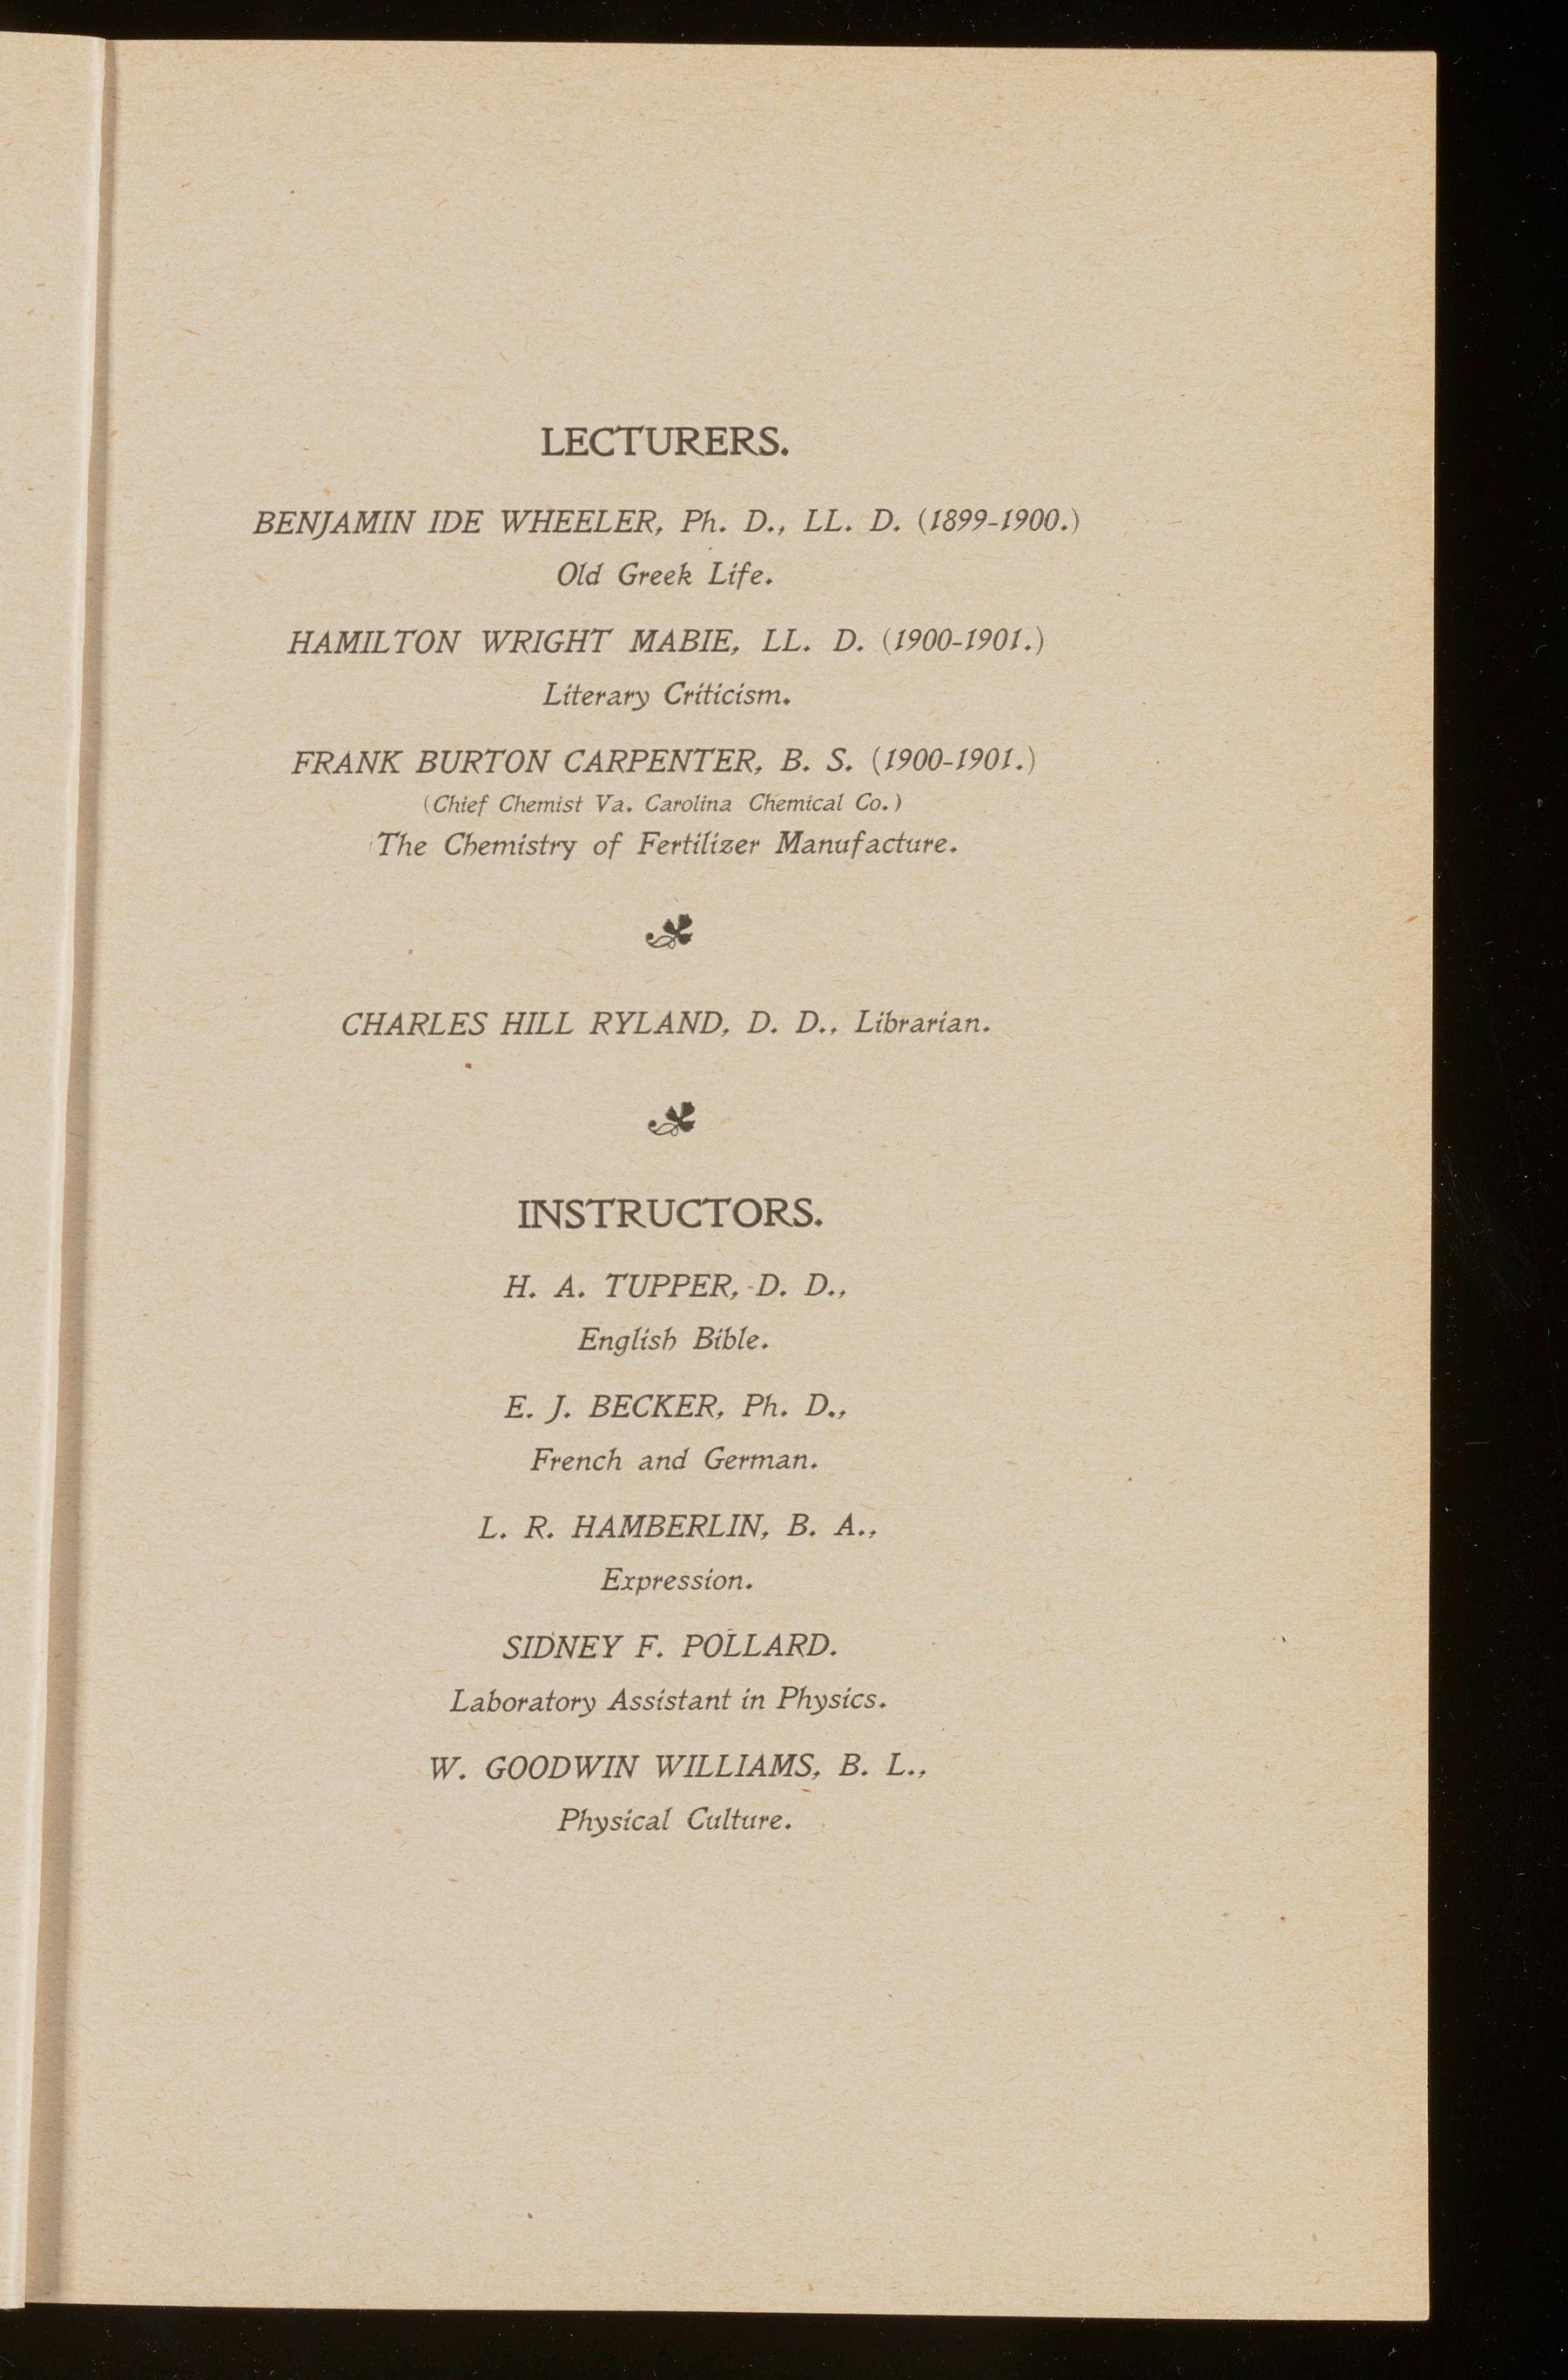 LECTURERS.
BENJAMIN IDE WHEELER, Ph. D., LL. D. (1899-1900.)
Old Greek Life.
HAMILTON WRIGHT MABIE, LL. D. (1900-1901.)
Literary Criticism.
FRANK BURTON CARPENTER, B. S. (1900-1901.)
(Chief Chemist Va. Carolina Chemical Co.)
The Chemistry of Fertilizer Manufacture.
CHARLES HILL RYLAND, D. D., Librarian.
INSTRUCTORS.
H. A. TUPPER, D. D.,
English Bible.
E. J. BECKER, Ph. D.,
French and German.
L. R. HAMBERLIN, B. A.,
Expression.
SIDNEY F. POLLARD.
Laboratory Assistant in Physics.
W. GOODWIN WILLIAMS, B. L.,
Physical Culture.